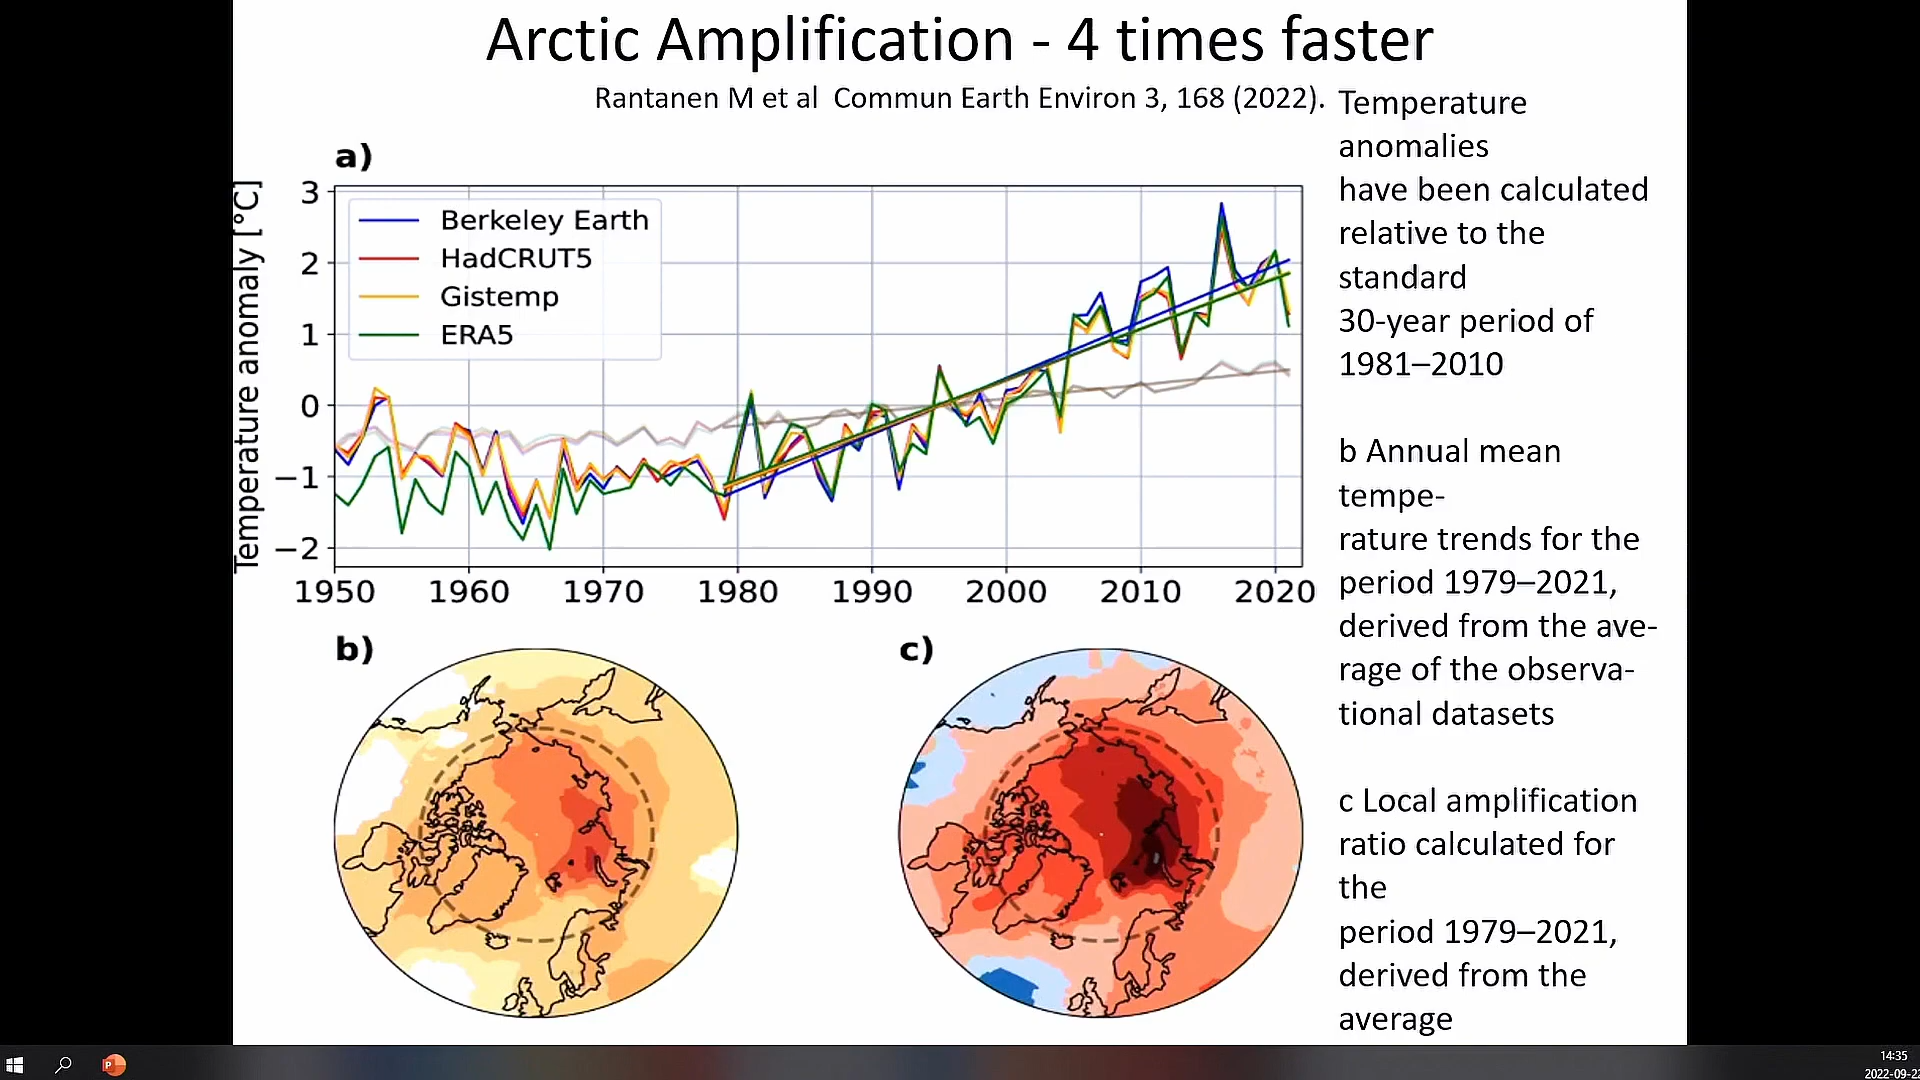 Arctic Amplification - 4 times faster
Rantanen M et al  Commun Earth Environ 3, 168 (2022).
a)
Temperature anomaly [°C]
3
2
1
0
−1
−2
Berkeley Earth
HadCRUT5
Gistemp
ERA5
1950 1960 1970 1980 1990 2000 2010 2020
b)
c)
Temperature
anomalies
have been calculated
relative to the
standard
30-year period of
1981–2010
b Annual mean
tempe-
rature trends for the
period 1979–2021,
derived from the ave-
rage of the observa-
tional datasets
c Local amplification
ratio calculated for
the
period 1979–2021,
derived from the
average
P
14:35
2022-09-22